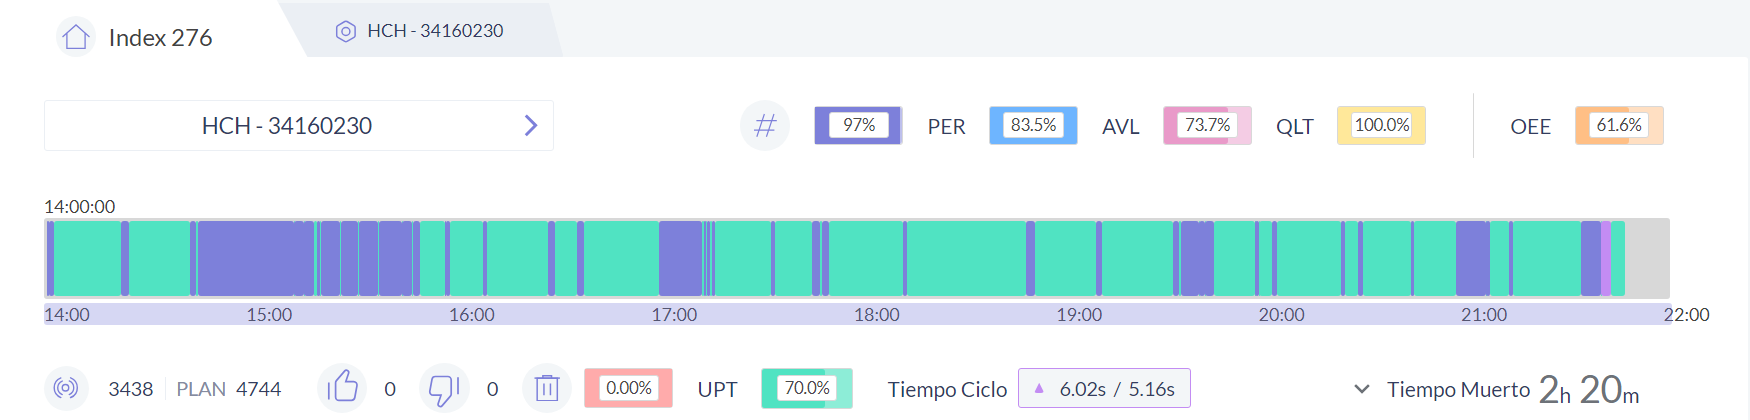 Index 276
HCH - 34160230
HCH - 34160230
97% PER 83.5% AVL 73.7% QLT 100.0% OEE 61.6%
14:00:00
14:00 15:00 16:00 17:00 18:00 19:00 20:00 21:00 22:00
3438 PLAN 4744 0 0 0.00% UPT 70.0% Tiempo Ciclo 6.02s / 5.16s Tiempo Muerto 2h 20m